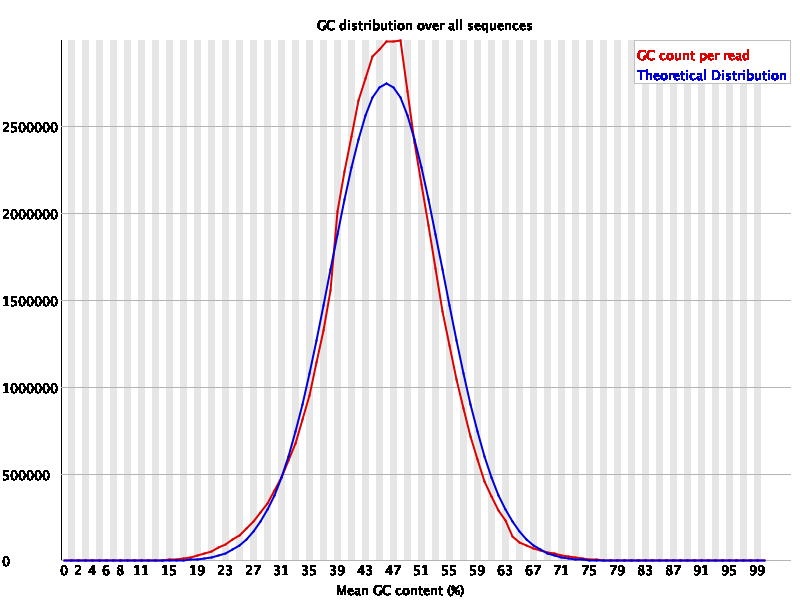 GC distribution over all sequences
GC count per read
Theoretical Distribution
2500000
2000000
1500000
1000000
500000
0
0 2 4 6 8 11 15 19 23 27 31 35 39 43 47 51 55 59 63 67 71 75 79 83 87 91 95 99
Mean GC content (%)